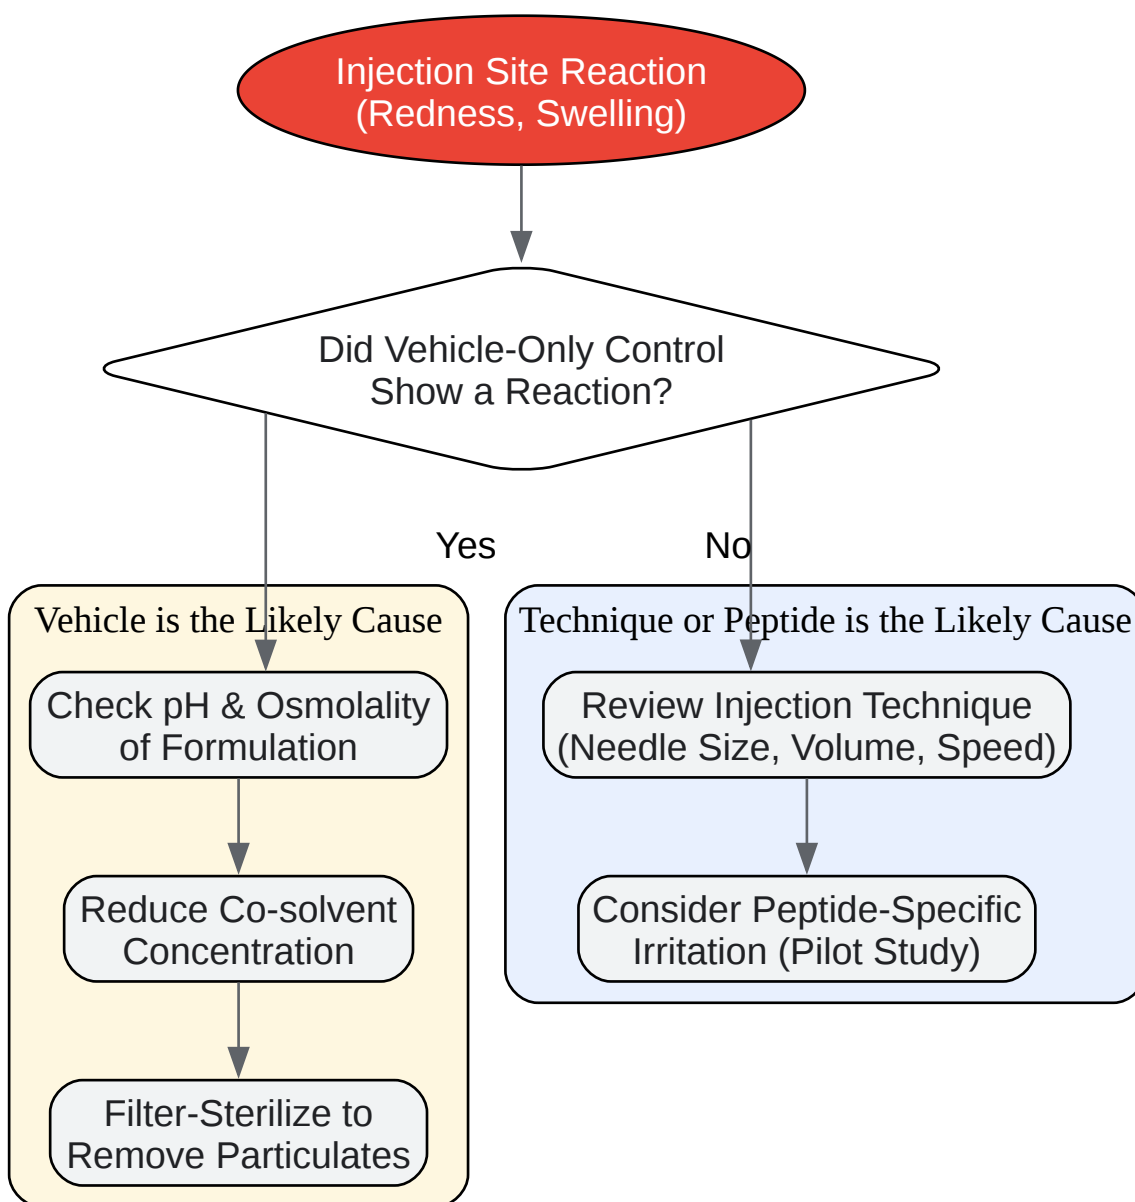 Injection Site Reaction
(Redness, Swelling)
Did Vehicle-Only Control
Show a Reaction?
Yes
No
Vehicle is the Likely Cause
Check pH & Osmolality
of Formulation
Reduce Co-solvent
Concentration
Filter-Sterilize to
Remove Particulates
Technique or Peptide is the Likely Cause
Review Injection Technique
(Needle Size, Volume, Speed)
Consider Peptide-Specific
Irritation (Pilot Study)